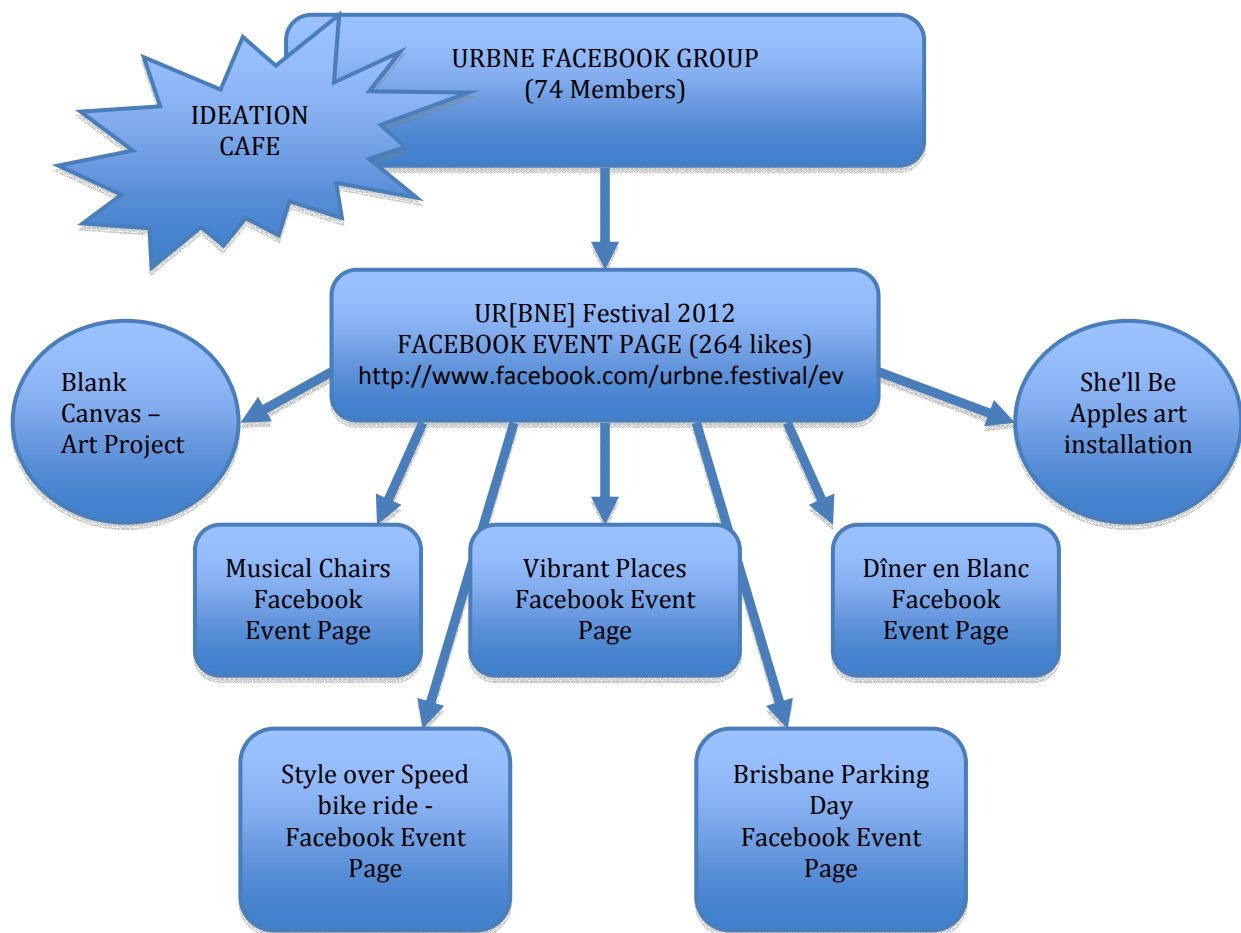 URBNE FACEBOOK GROUP
(74 Members)
IDEATION
CAFE
UR[BNE] Festival 2012
FACEBOOK EVENT PAGE (264 likes)
http://www.facebook.com/urbne.festival/ev
Blank
Canvas –
Art Project
She’ll Be
Apples art
installation
Musical Chairs
Facebook
Event Page
Vibrant Places
Facebook Event
Page
Dîner en Blanc
Facebook
Event Page
Style over Speed
bike ride -
Facebook Event
Page
Brisbane Parking
Day
Facebook Event
Page